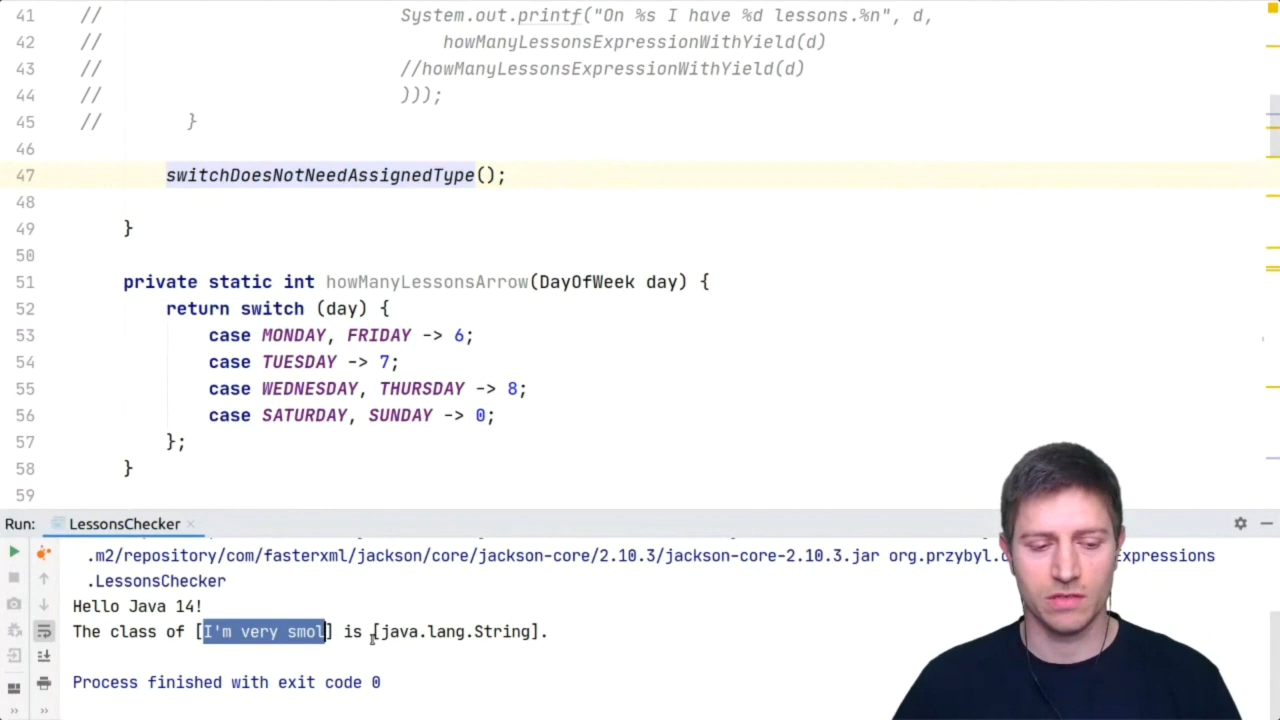 41 // System.out.printf("On %s I have %d lessons.%n", d,
42 // howManyLessonsExpressionWithYield(d)
43 // //howManyLessonsExpressionWithYield(d)
44 // )));
45 // }
46
47 switchDoesNotNeedAssignedType();
48
49 }
50
51 private static int howManyLessonsArrow(DayOfWeek day) {
52 return switch (day) {
53 case MONDAY, FRIDAY -> 6;
54 case TUESDAY -> 7;
55 case WEDNESDAY, THURSDAY -> 8;
56 case SATURDAY, SUNDAY -> 0;
57 };
58 }
59
Run: LessonsChecker
.m2/repository/com/fasterxml/jackson/core/jackson-core/2.10.3/jackson-core-2.10.3.jar org.przybyl.
.LessonsChecker
Hello Java 14!
The class of [I'm very smol] is [java.lang.String].
Process finished with exit code 0